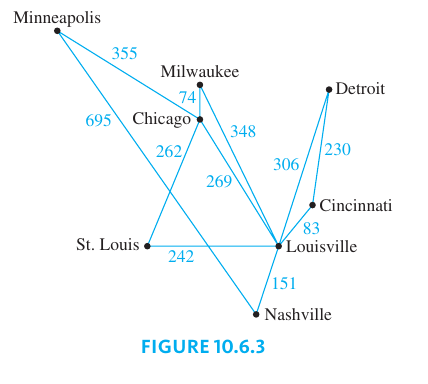 Minneapolis
355
Milwaukee
74
Detroit
695
Chicago
348
262
306
230
269
Cincinnati
83
St. Louis
242
Louisville
151
Nashville
FIGURE 10.6.3